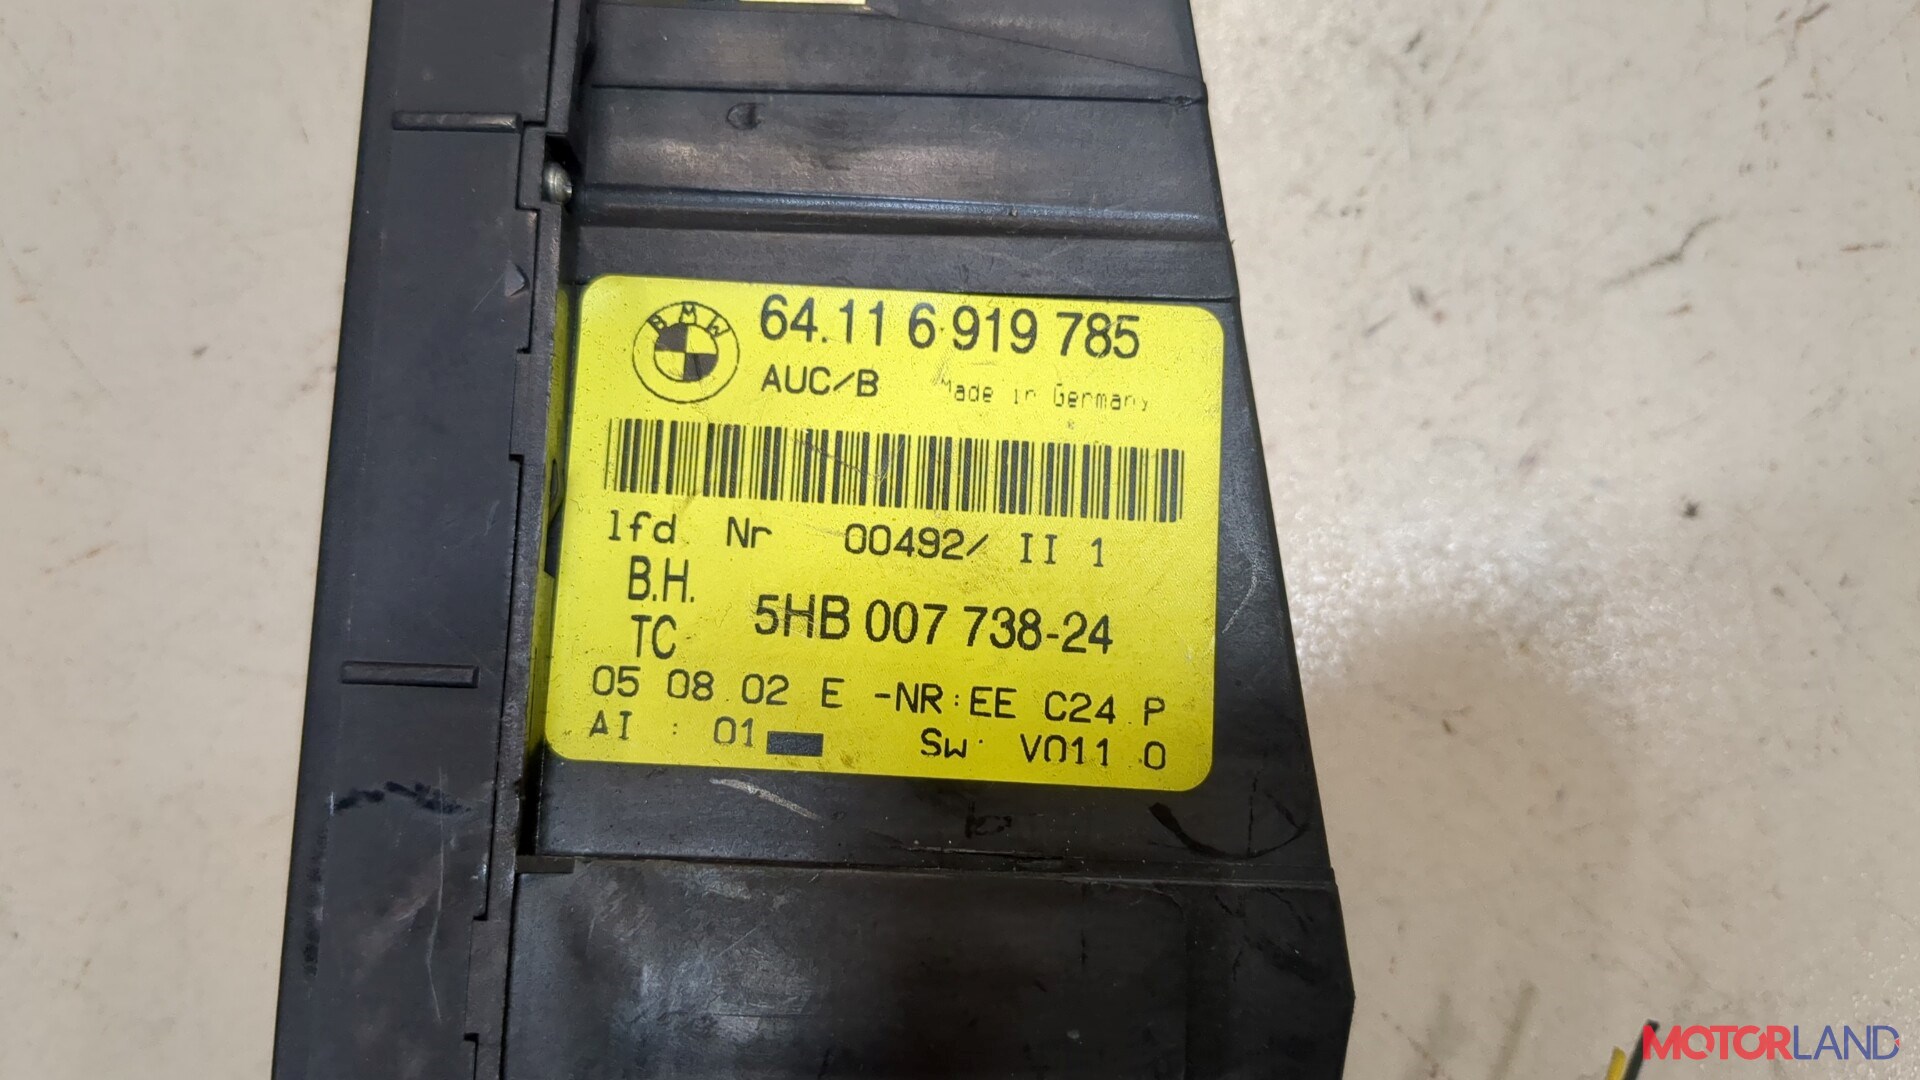 BMW
64.11 6 919 785
AUC/B Made in Germany
lfd Nr 00492/ II 1
B.H.
TC 5HB 007 738-24
05 08 02 E -NR:EE C24 P
AI : 01 SW: V011 0
MOTORLAND